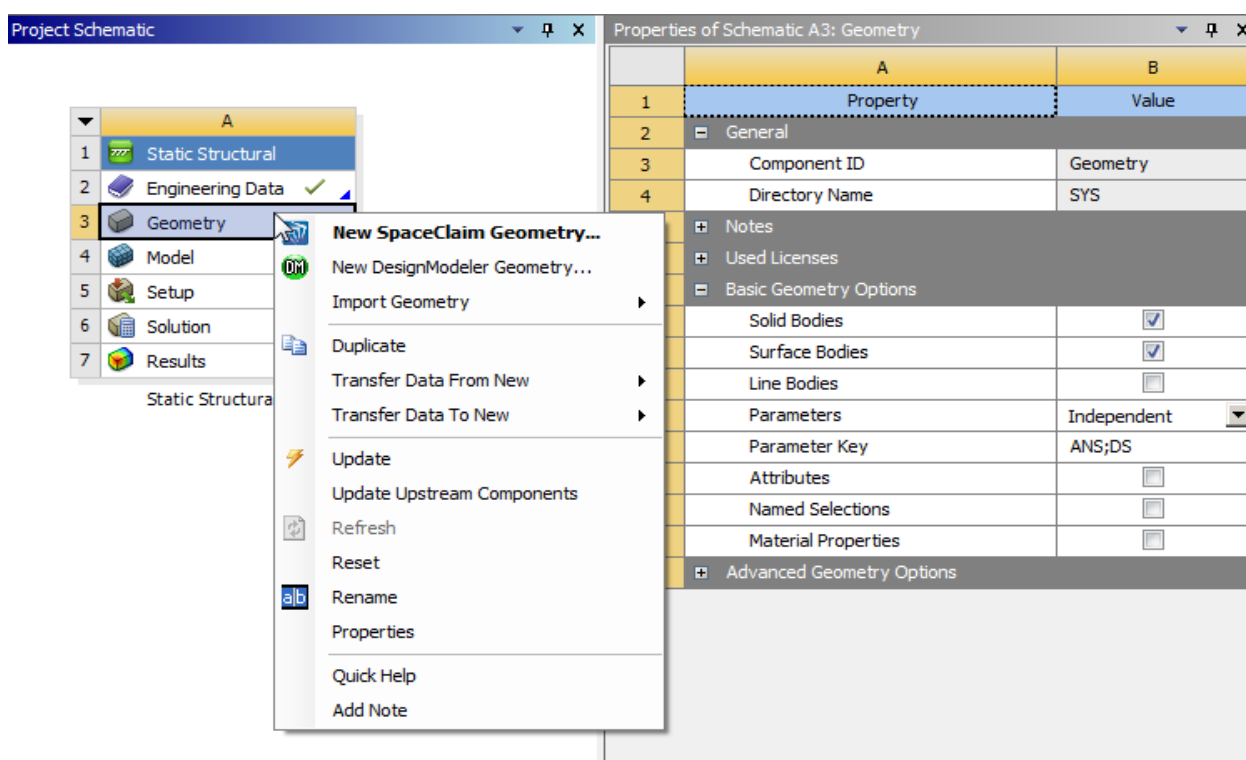 Project Schematic
A
1 Static Structural
2 Engineering Data
3 Geometry
4 Model
5 Setup
6 Solution
7 Results
Static Structura
New SpaceClaim Geometry...
DM New DesignModeler Geometry...
Import Geometry
Duplicate
Transfer Data From New
Transfer Data To New
Update
Update Upstream Components
Refresh
Reset
a|b Rename
Properties
Quick Help
Add Note
Properties of Schematic A3: Geometry
A B
1 Property Value
2 General
3 Component ID Geometry
4 Directory Name SYS
Notes
Used Licenses
Basic Geometry Options
Solid Bodies
Surface Bodies
Line Bodies
Parameters Independent
Parameter Key ANS;DS
Attributes
Named Selections
Material Properties
Advanced Geometry Options